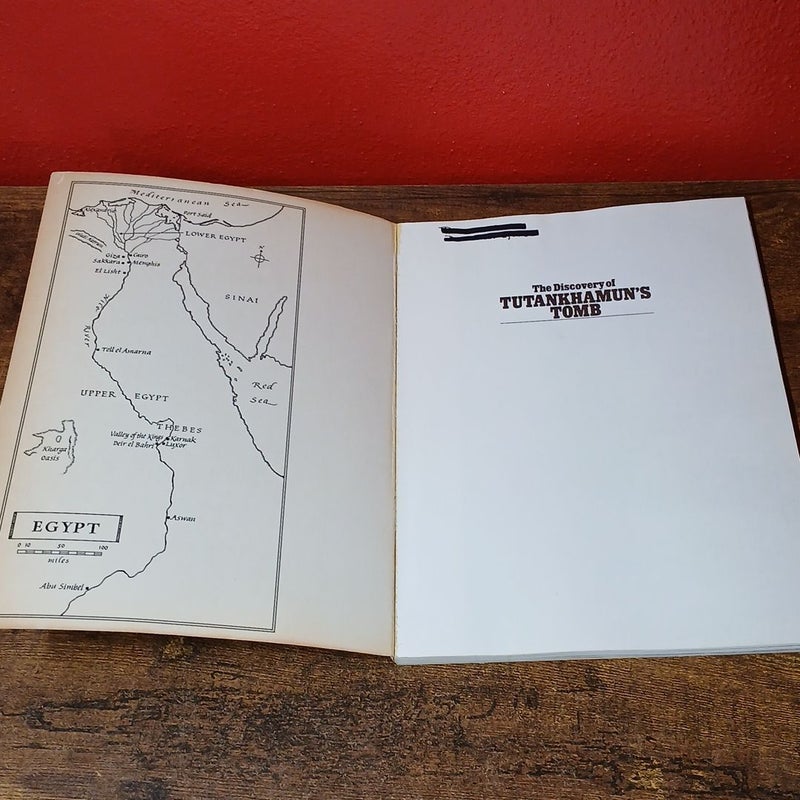 Mediterranean Sea
Alexandria
Port Said
LOWER EGYPT
N
Giza
Cairo
Sakkara
Memphis
El Lisht
SINAI
Nile River
Tell el Amarna
Red
Sea
UPPER EGYPT
THEBES
Valley of the Kings
Karnak
Deir el Bahri
Luxor
Kharga
Oasis
EGYPT
0 10 50 100
miles
Aswan
Abu Simbel
The Discovery of
TUTANKHAMUN'S
TOMB